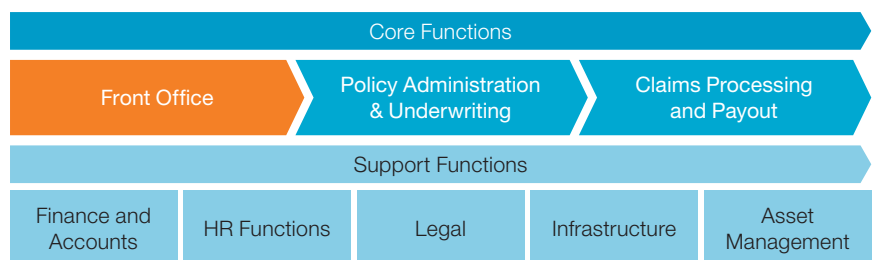 Core Functions
Front Office
Policy Administration
& Underwriting
Claims Processing
and Payout
Support Functions
Finance and
Accounts
HR Functions
Legal
Infrastructure
Asset
Management